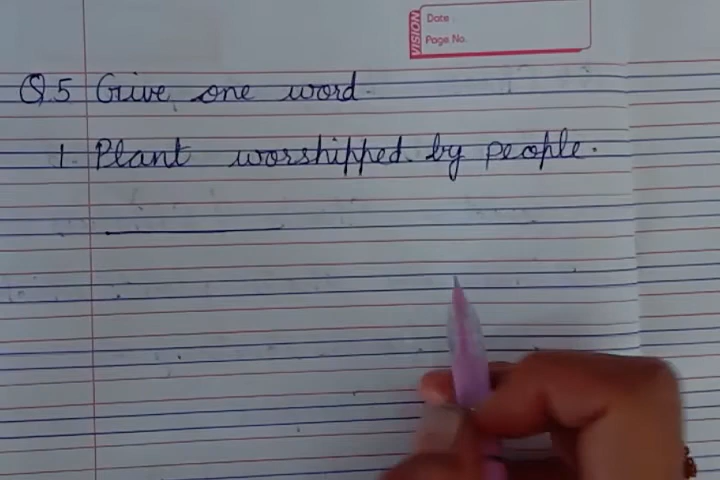 VISION
Date :
Page No.
Q.5 Give one word.
1. Plant worshipped by people.